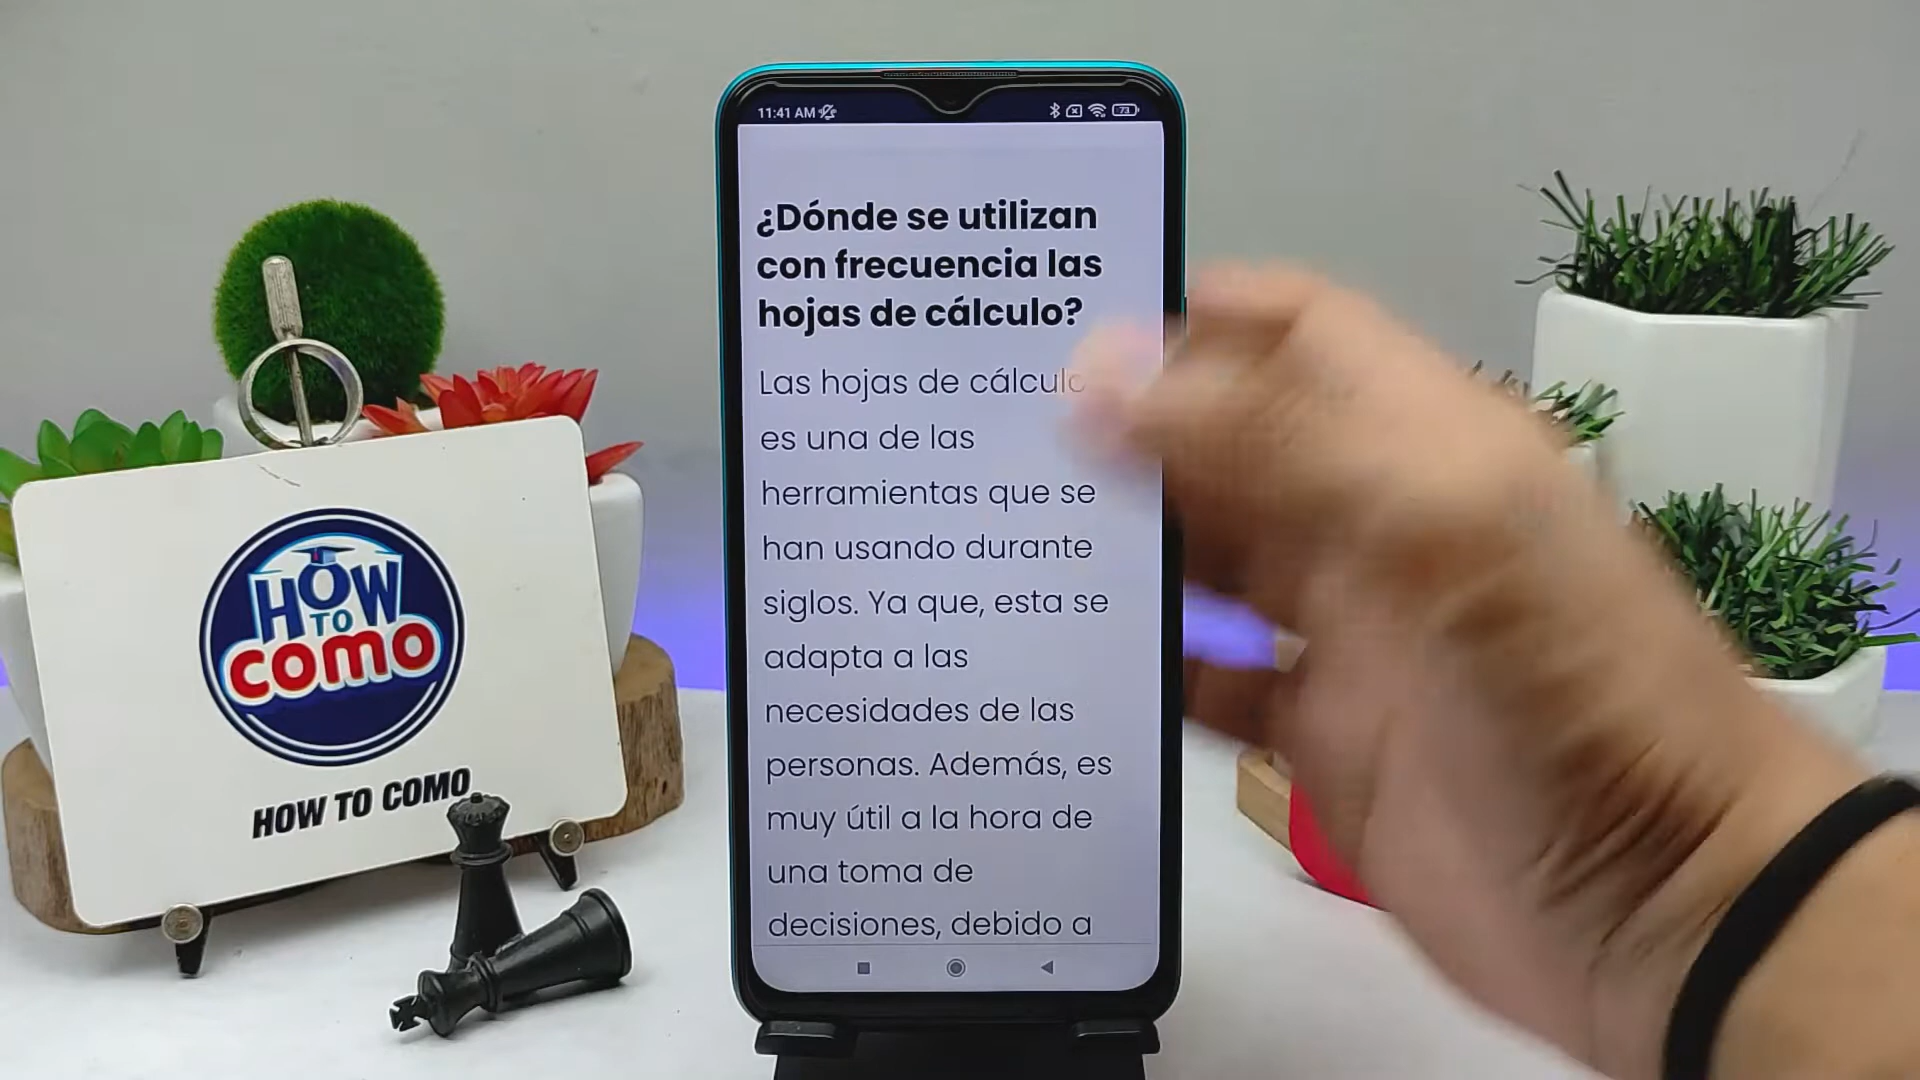 11:41 AM
73
¿Dónde se utilizan
con frecuencia las
hojas de cálculo?
Las hojas de cálculo
es una de las
herramientas que se
han usando durante
siglos. Ya que, esta se
adapta a las
necesidades de las
personas. Además, es
muy útil a la hora de
una toma de
decisiones, debido a
HOW
TO
como
HOW TO COMO